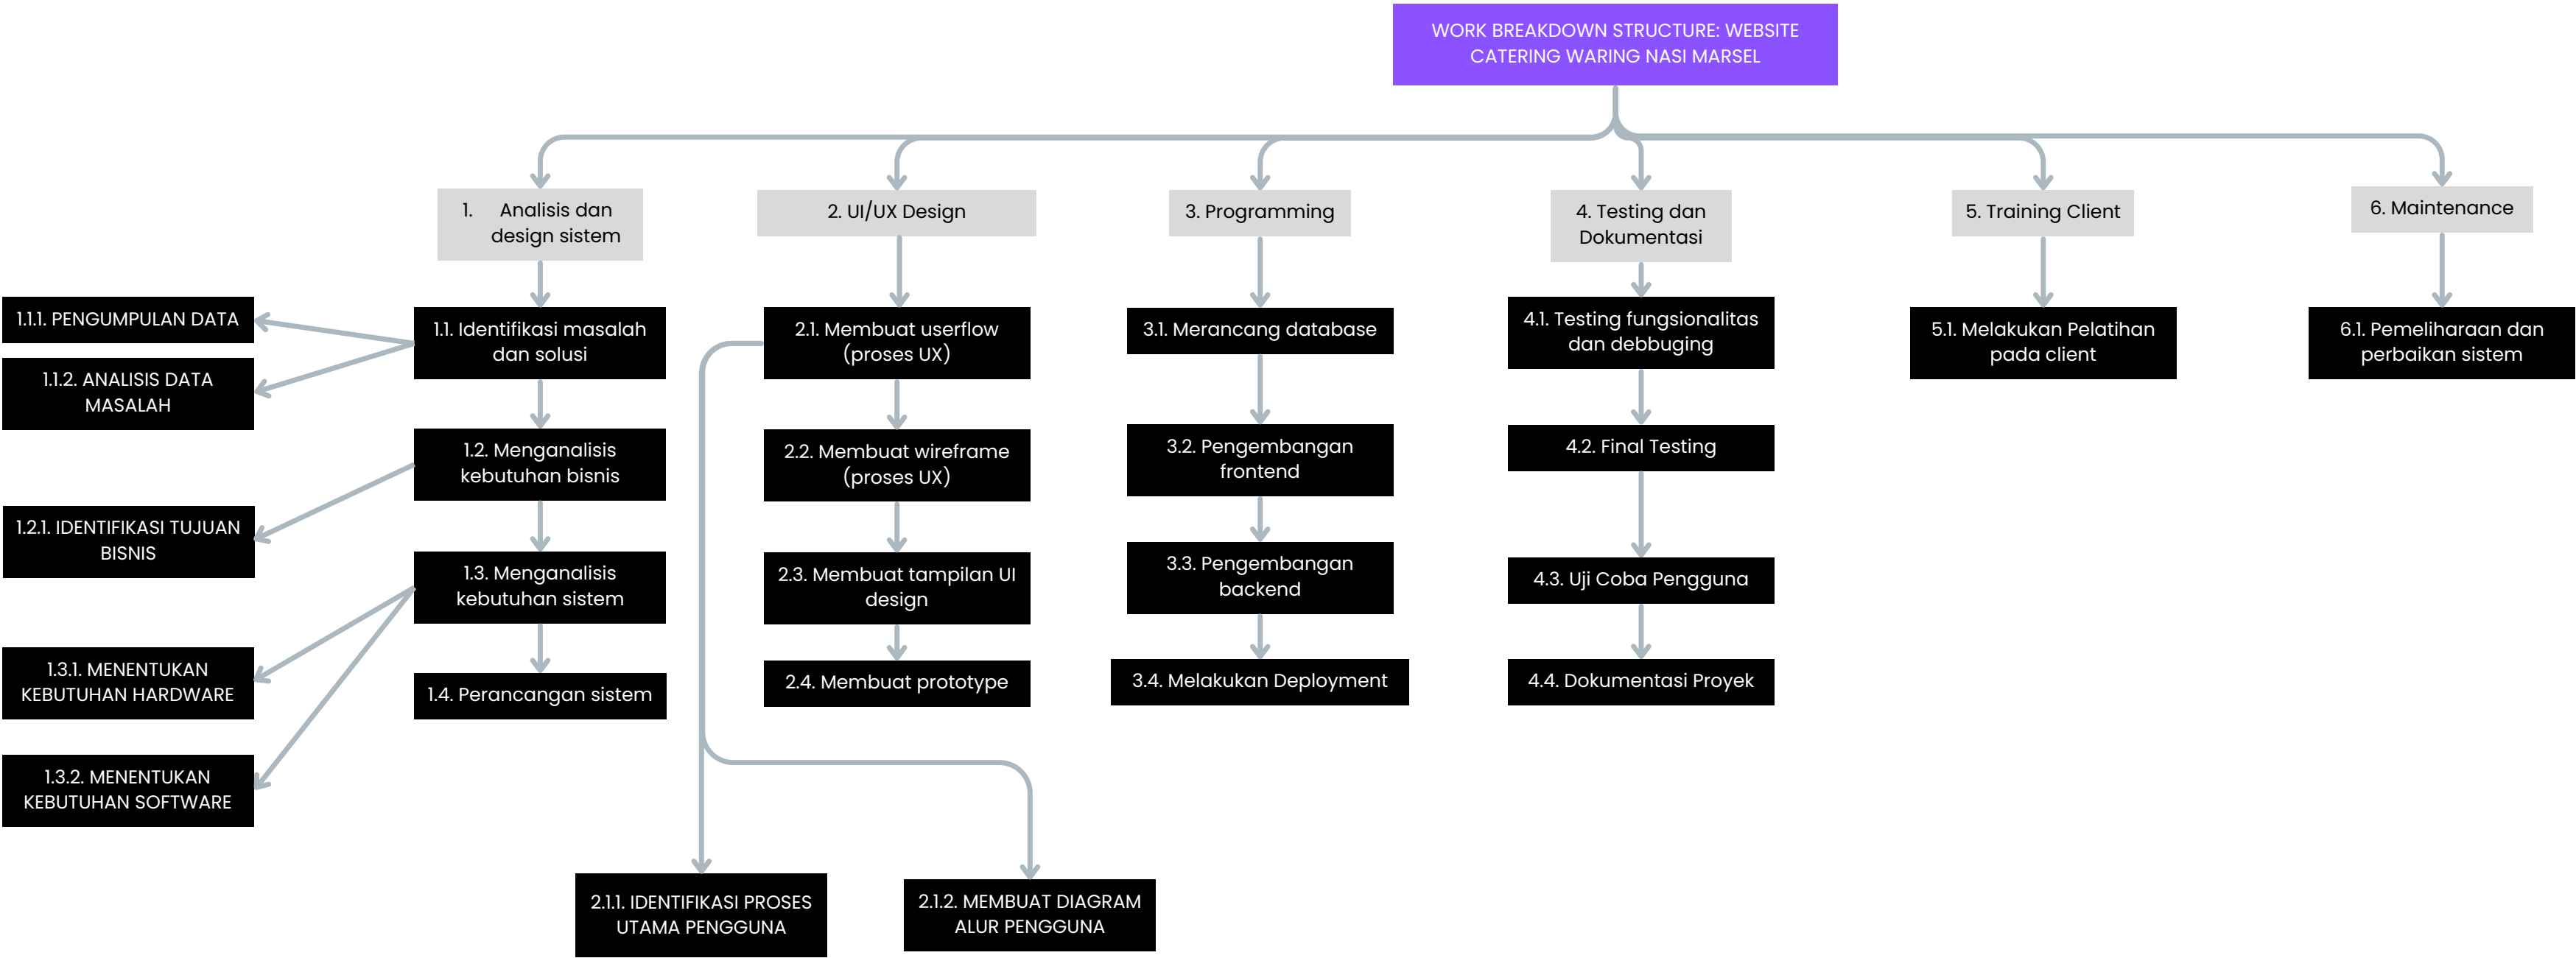 WORK BREAKDOWN STRUCTURE: WEBSITE
CATERING WARING NASI MARSEL
1. Analisis dan
design sistem
2. UI/UX Design
3. Programming
4. Testing dan
Dokumentasi
5. Training Client
6. Maintenance
1.1.1. PENGUMPULAN DATA
1.1.2. ANALISIS DATA
MASALAH
1.2.1. IDENTIFIKASI TUJUAN
BISNIS
1.3.1. MENENTUKAN
KEBUTUHAN HARDWARE
1.3.2. MENENTUKAN
KEBUTUHAN SOFTWARE
1.1. Identifikasi masalah
dan solusi
1.2. Menganalisis
kebutuhan bisnis
1.3. Menganalisis
kebutuhan sistem
1.4. Perancangan sistem
2.1. Membuat userflow
(proses UX)
2.2. Membuat wireframe
(proses UX)
2.3. Membuat tampilan UI
design
2.4. Membuat prototype
2.1.1. IDENTIFIKASI PROSES
UTAMA PENGGUNA
2.1.2. MEMBUAT DIAGRAM
ALUR PENGGUNA
3.1. Merancang database
3.2. Pengembangan
frontend
3.3. Pengembangan
backend
3.4. Melakukan Deployment
4.1. Testing fungsionalitas
dan debbuging
4.2. Final Testing
4.3. Uji Coba Pengguna
4.4. Dokumentasi Proyek
5.1. Melakukan Pelatihan
pada client
6.1. Pemeliharaan dan
perbaikan sistem